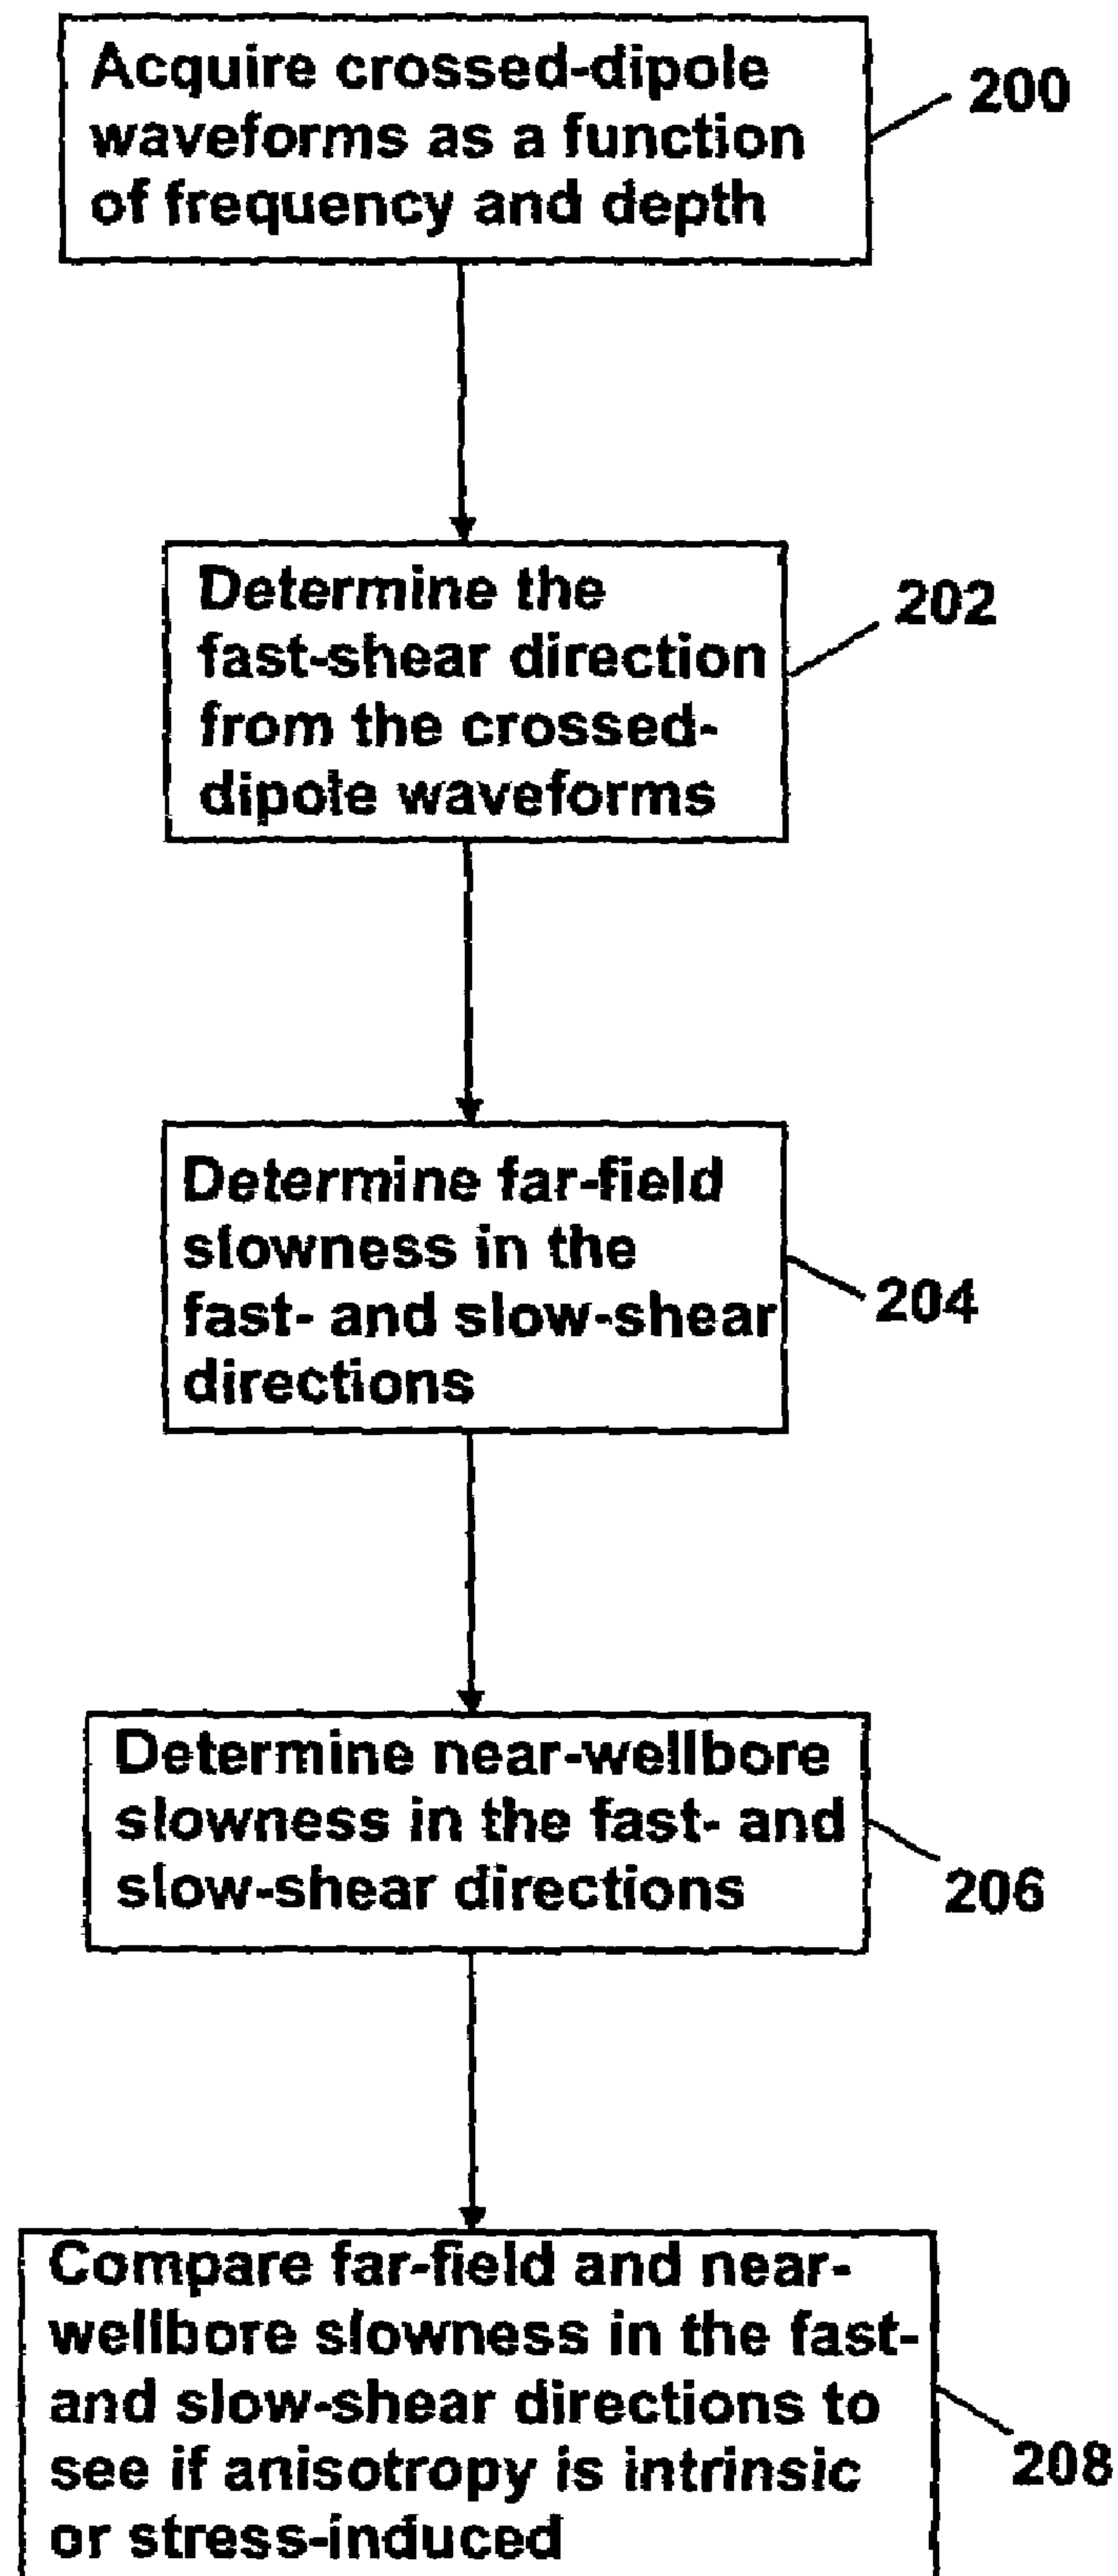 Acquire crossed-dipole
waveforms as a function
of frequency and depth
200
Determine the
fast-shear direction
from the crossed-
dipole waveforms
202
Determine far-field
slowness in the
fast- and slow-shear
directions
204
Determine near-wellbore
slowness in the fast- and
slow-shear directions
206
Compare far-field and near-
wellbore slowness in the fast-
and slow-shear directions to
see if anisotropy is intrinsic
or stress-induced
208